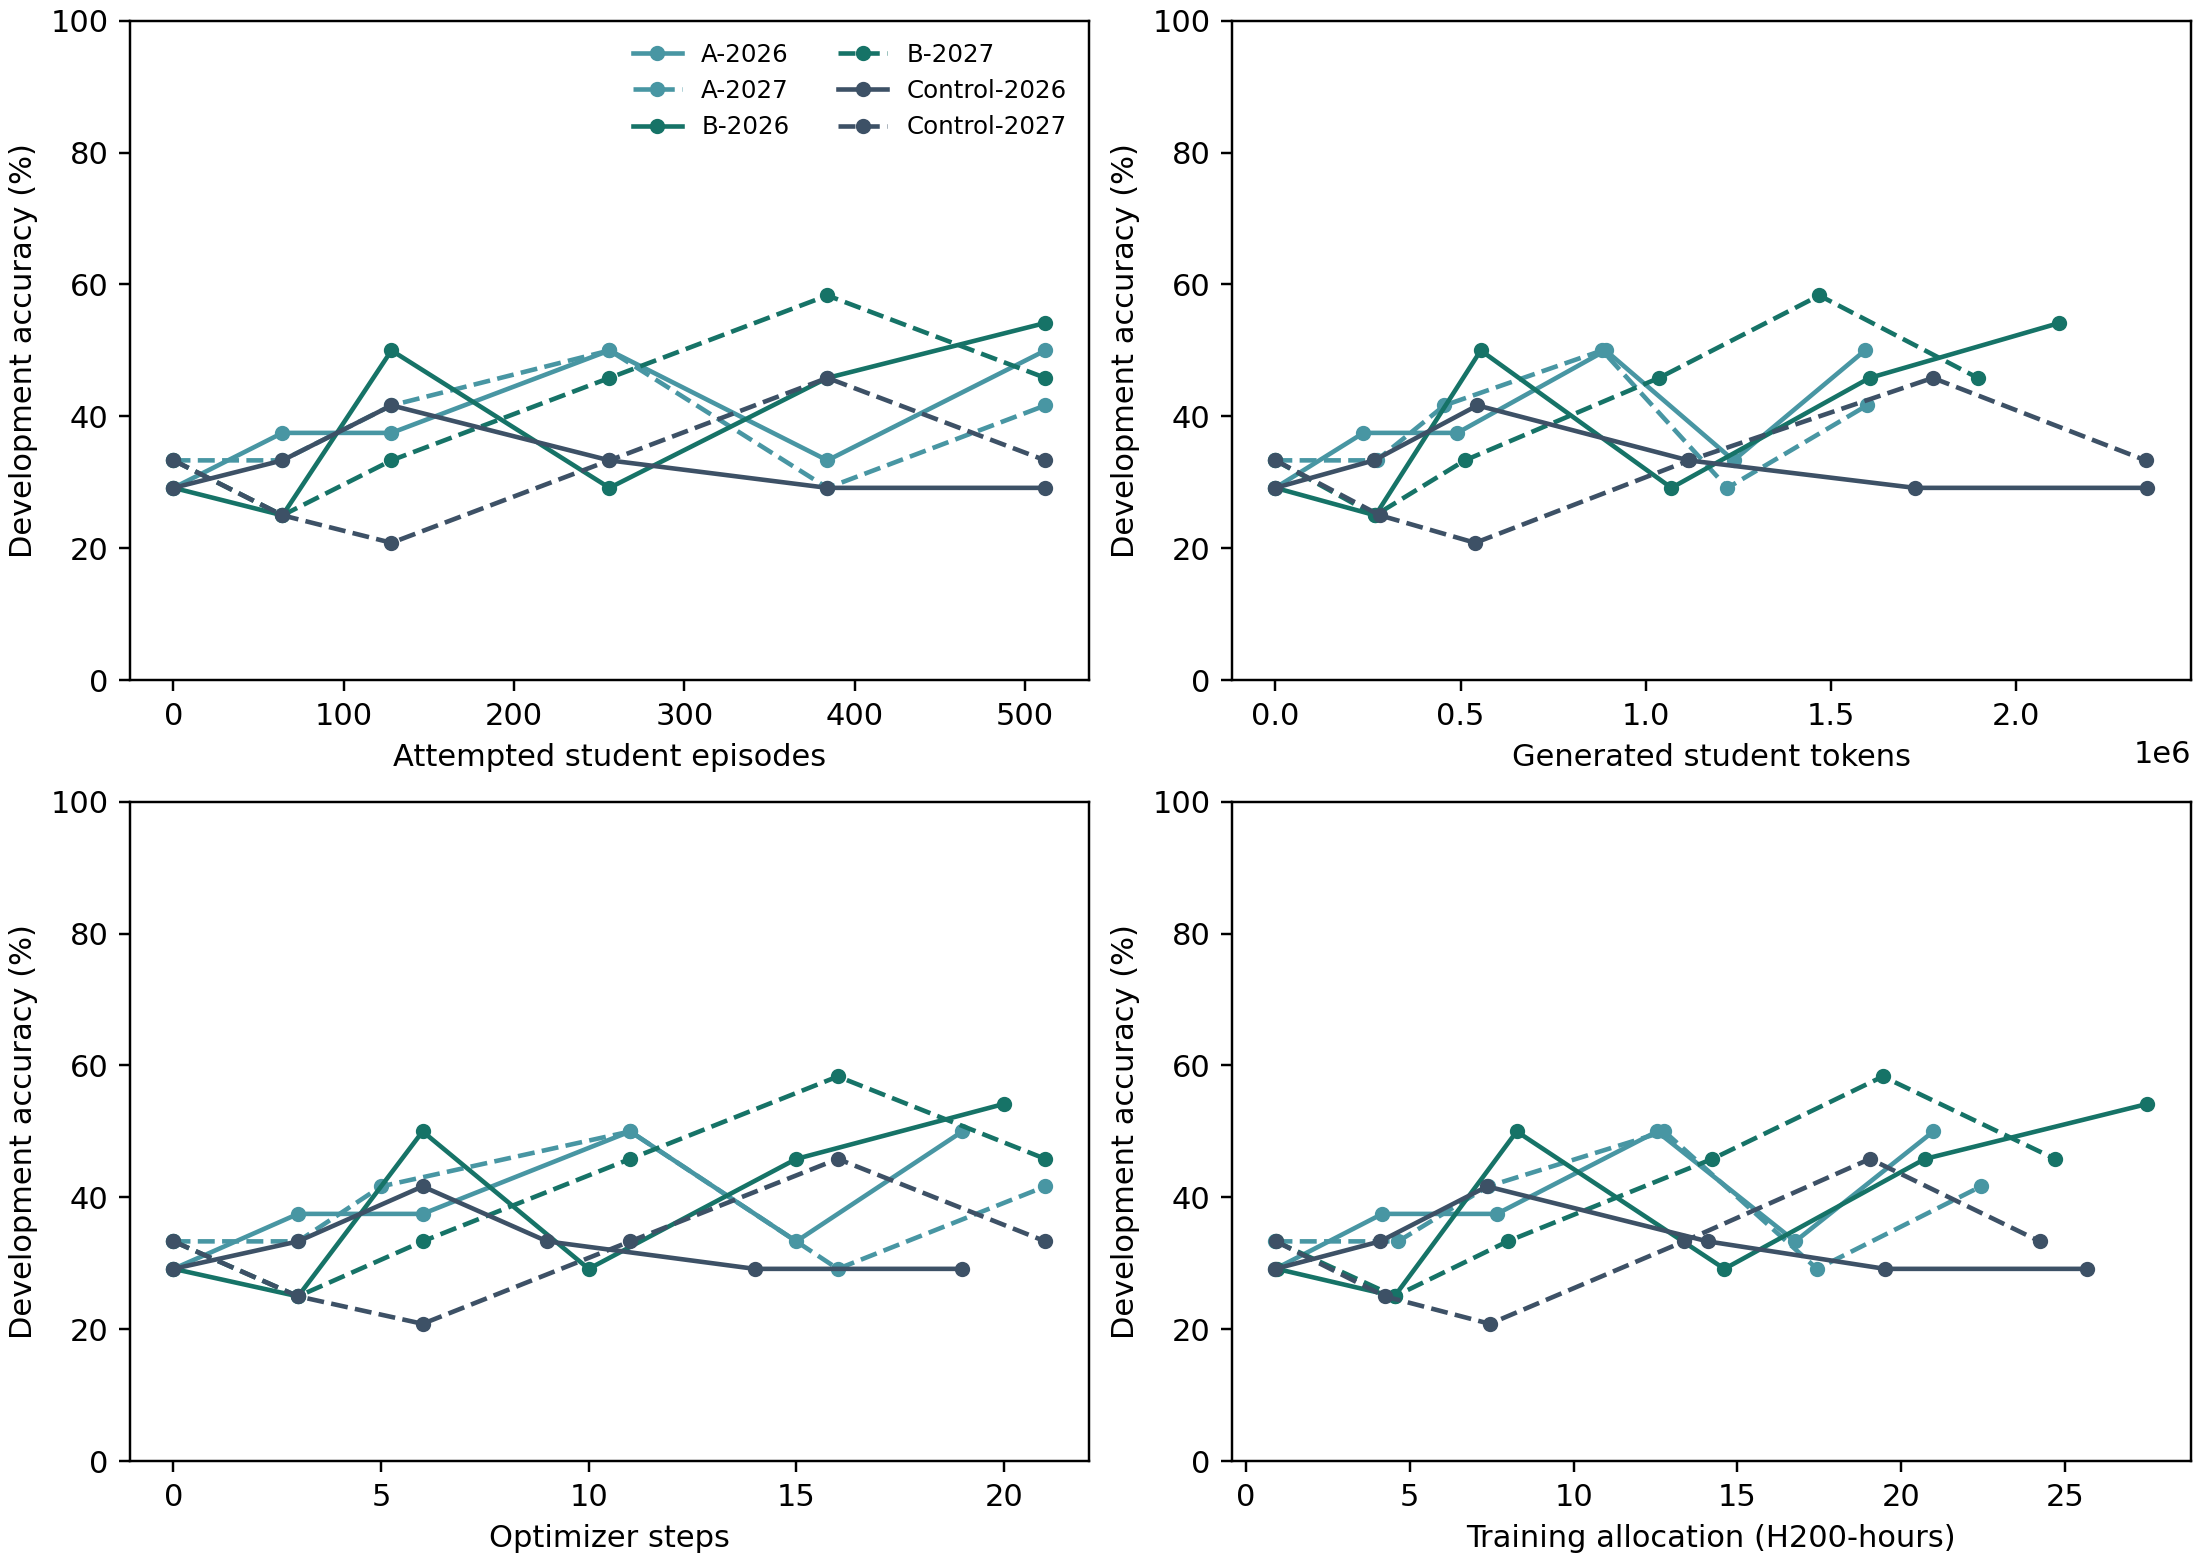 100
80
60
40
20
0
Development accuracy (%)
A-2026
A-2027
B-2026
B-2027
Control-2026
Control-2027
0 100 200 300 400 500
Attempted student episodes
100
80
60
40
20
0
Development accuracy (%)
0.0 0.5 1.0 1.5 2.0
1e6
Generated student tokens
100
80
60
40
20
0
Development accuracy (%)
0 5 10 15 20
Optimizer steps
100
80
60
40
20
0
Development accuracy (%)
0 5 10 15 20 25
Training allocation (H200-hours)